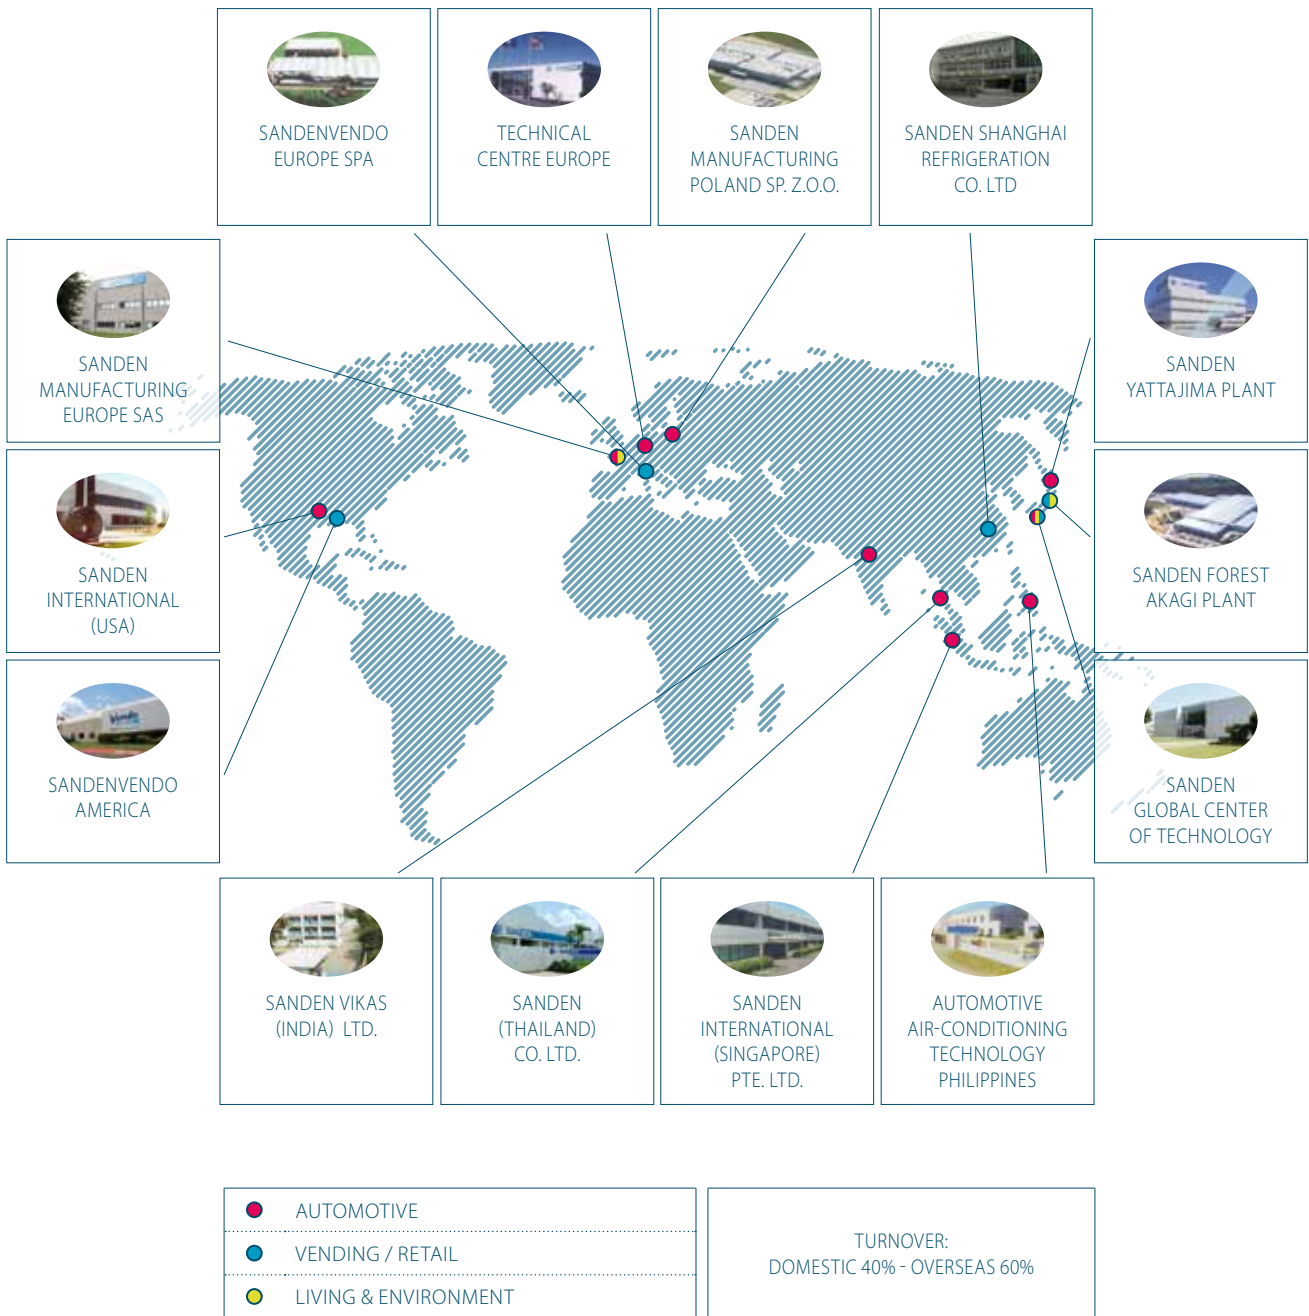 SANDENVENDO
EUROPE SPA
TECHNICAL
CENTRE EUROPE
SANDEN
MANUFACTURING
POLAND SP. Z.O.O.
SANDEN SHANGHAI
REFRIGERATION
CO. LTD
SANDEN
MANUFACTURING
EUROPE SAS
SANDEN
YATTAJIMA PLANT
SANDEN
INTERNATIONAL
(USA)
SANDEN FOREST
AKAGI PLANT
SANDENVENDO
AMERICA
SANDEN
GLOBAL CENTER
OF TECHNOLOGY
SANDEN VIKAS
(INDIA) LTD.
SANDEN
(THAILAND)
CO. LTD.
SANDEN
INTERNATIONAL
(SINGAPORE)
PTE. LTD.
AUTOMOTIVE
AIR-CONDITIONING
TECHNOLOGY
PHILIPPINES
AUTOMOTIVE
VENDING / RETAIL
LIVING & ENVIRONMENT
TURNOVER:
DOMESTIC 40% - OVERSEAS 60%